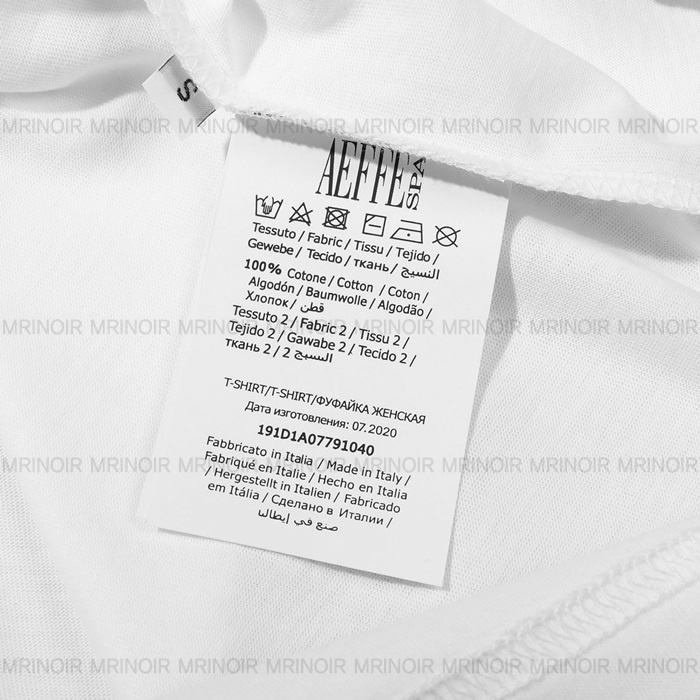 S
MRINOIR MRINOIR MRINOIR MRINOIR MRINOIR MRINOIR MRINOIR MRINOIR
AEFFE SPA
Tessuto / Fabric / Tissu / Tejido /
Gewebe / Tecido / ткань / النسيج
100% Cotone / Cotton / Coton /
Algodón / Baumwolle / Algodão /
Хлопок / قطن
MRINOIR MRINOIR MRINOIR MRINOIR MRINOIR MRINOIR MRINOIR MRINOIR
Tessuto 2 / Fabric 2 / Tissu 2 /
Tejido 2 / Gawabe 2 / Tecido 2 /
ткань 2 / 2 النسيج
T-SHIRT/T-SHIRT/ФУФАЙКА ЖЕНСКАЯ
Дата изготовления: 07.2020
191D1A07791040
Fabbricato in Italia / Made in Italy /
MRINOIR MRINOIR MRINOIR MRINOIR MRINOIR MRINOIR MRINOIR MRINOIR
Fabriqué en Italie / Hecho en Italia
/ Hergestellt in Italien / Fabricado
em Itália / Сделано в Италии /
صنع في إيطاليا
MRINOIR MRINOIR MRINOIR MRINOIR MRINOIR MRINOIR MRINOIR MRINOIR